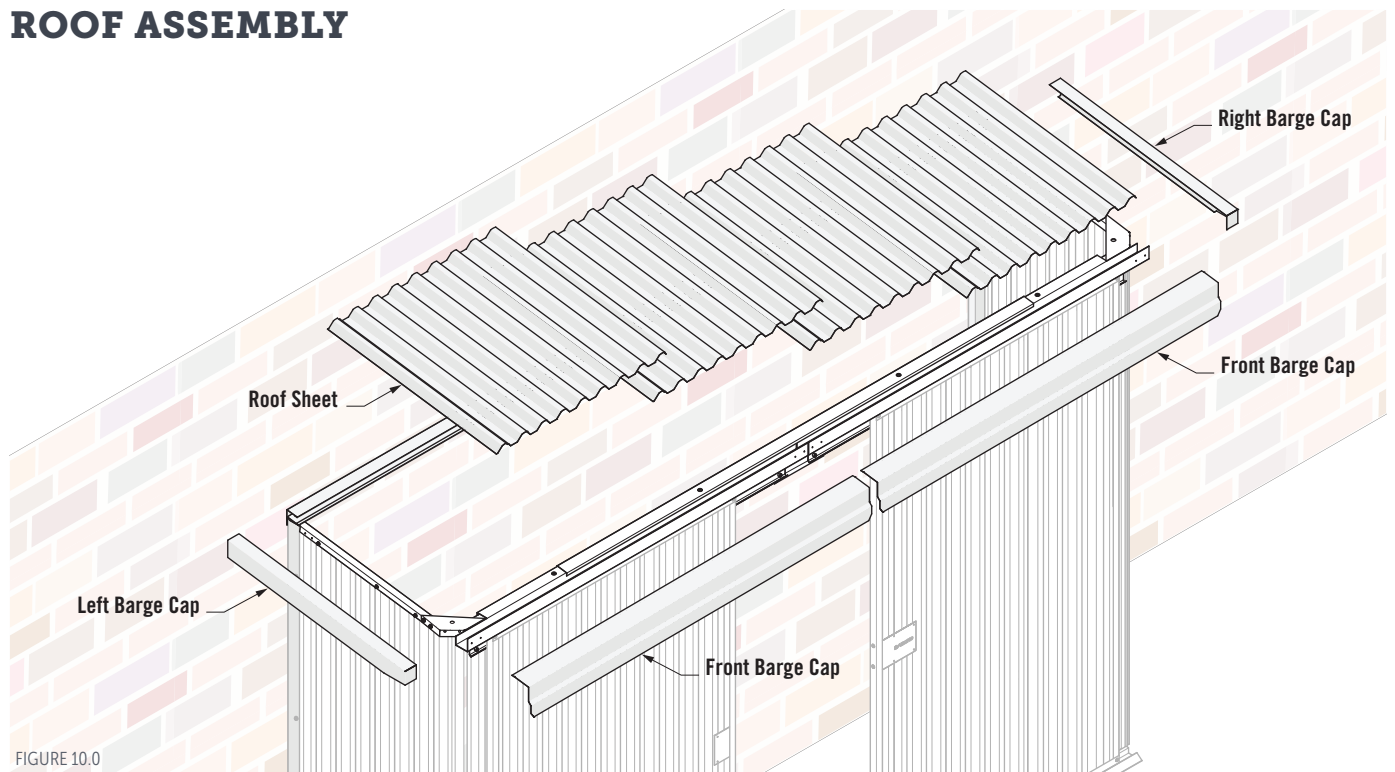 ROOF ASSEMBLY
Right Barge Cap
Front Barge Cap
Roof Sheet
Left Barge Cap
Front Barge Cap
FIGURE 10.0